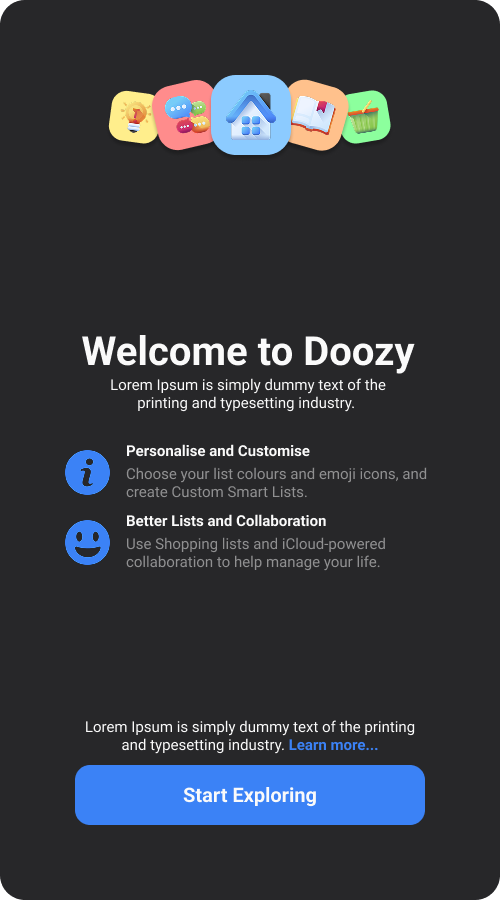 Welcome to Doozy
Lorem Ipsum is simply dummy text of the
printing and typesetting industry.
Personalise and Customise
Choose your list colours and emoji icons, and
create Custom Smart Lists.
Better Lists and Collaboration
Use Shopping lists and iCloud-powered
collaboration to help manage your life.
Lorem Ipsum is simply dummy text of the printing
and typesetting industry. Learn more...
Start Exploring